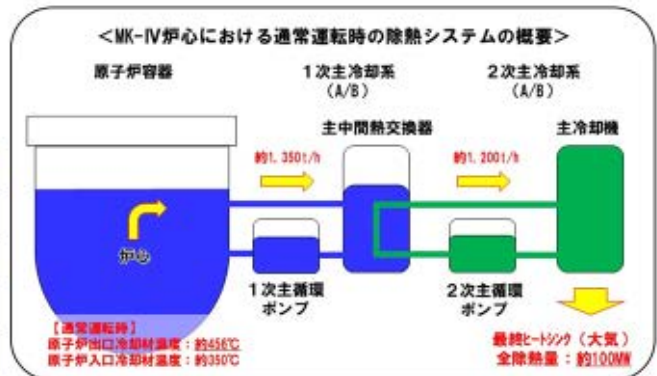 ＜MK-Ⅳ炉心における通常運転時の除熱システムの概要＞
原子炉容器
1次主冷却系
(A/B)
2次主冷却系
(A/B)
主中間熱交換器
主冷却機
約1,350t/h
約1,200t/h
炉心
1次主循環
ポンプ
2次主循環
ポンプ
【通常運転時】
原子炉出口冷却材温度：約456℃
原子炉入口冷却材温度：約350℃
最終ヒートシンク（大気）
全除熱量：約100MW